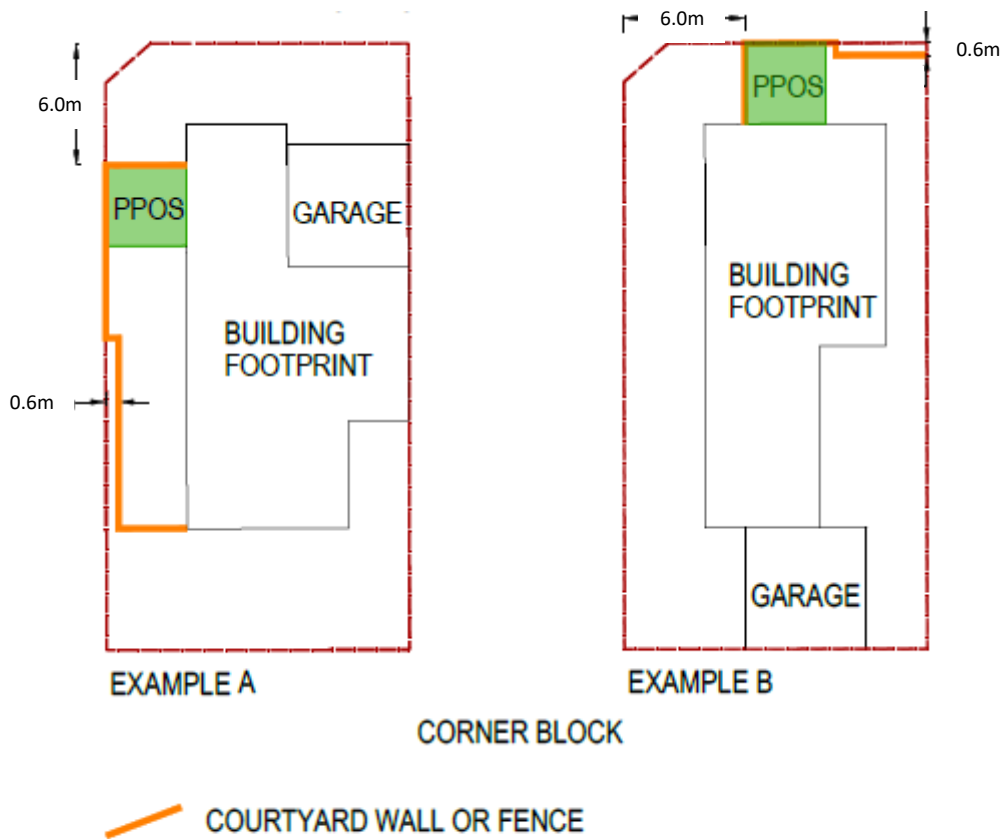 6.0m
0.6m
PPOS
6.0m
PPOS
GARAGE
BUILDING
FOOTPRINT
BUILDING
FOOTPRINT
0.6m
GARAGE
EXAMPLE A
EXAMPLE B
CORNER BLOCK
COURTYARD WALL OR FENCE